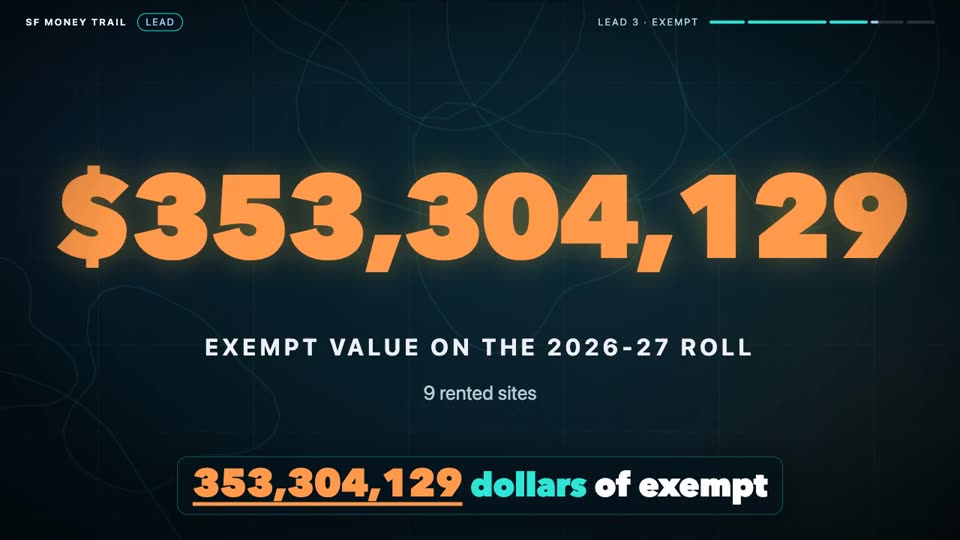 SF MONEY TRAIL LEAD
LEAD 3 · EXEMPT
$353,304,129
EXEMPT VALUE ON THE 2026-27 ROLL
9 rented sites
353,304,129 dollars of exempt